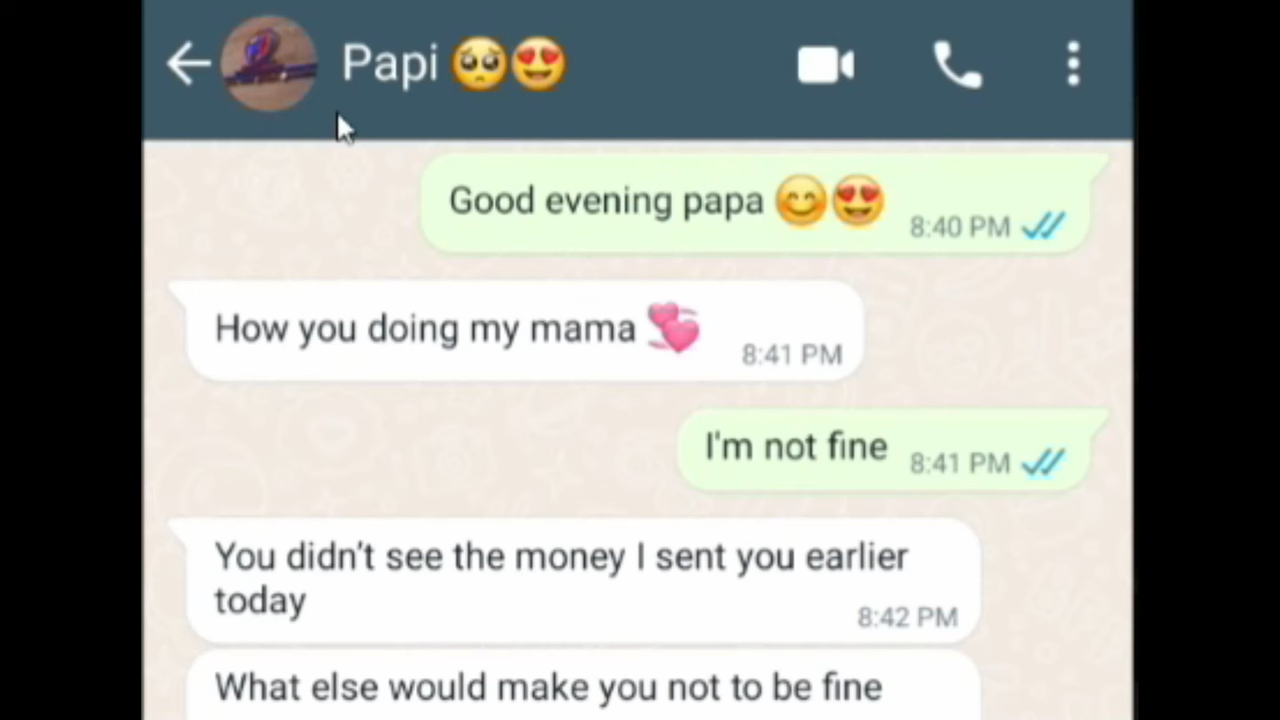 Papi 🥺😍
Good evening papa 😊😍
8:40 PM
How you doing my mama 💞
8:41 PM
I'm not fine
8:41 PM
You didn't see the money I sent you earlier
today
8:42 PM
What else would make you not to be fine